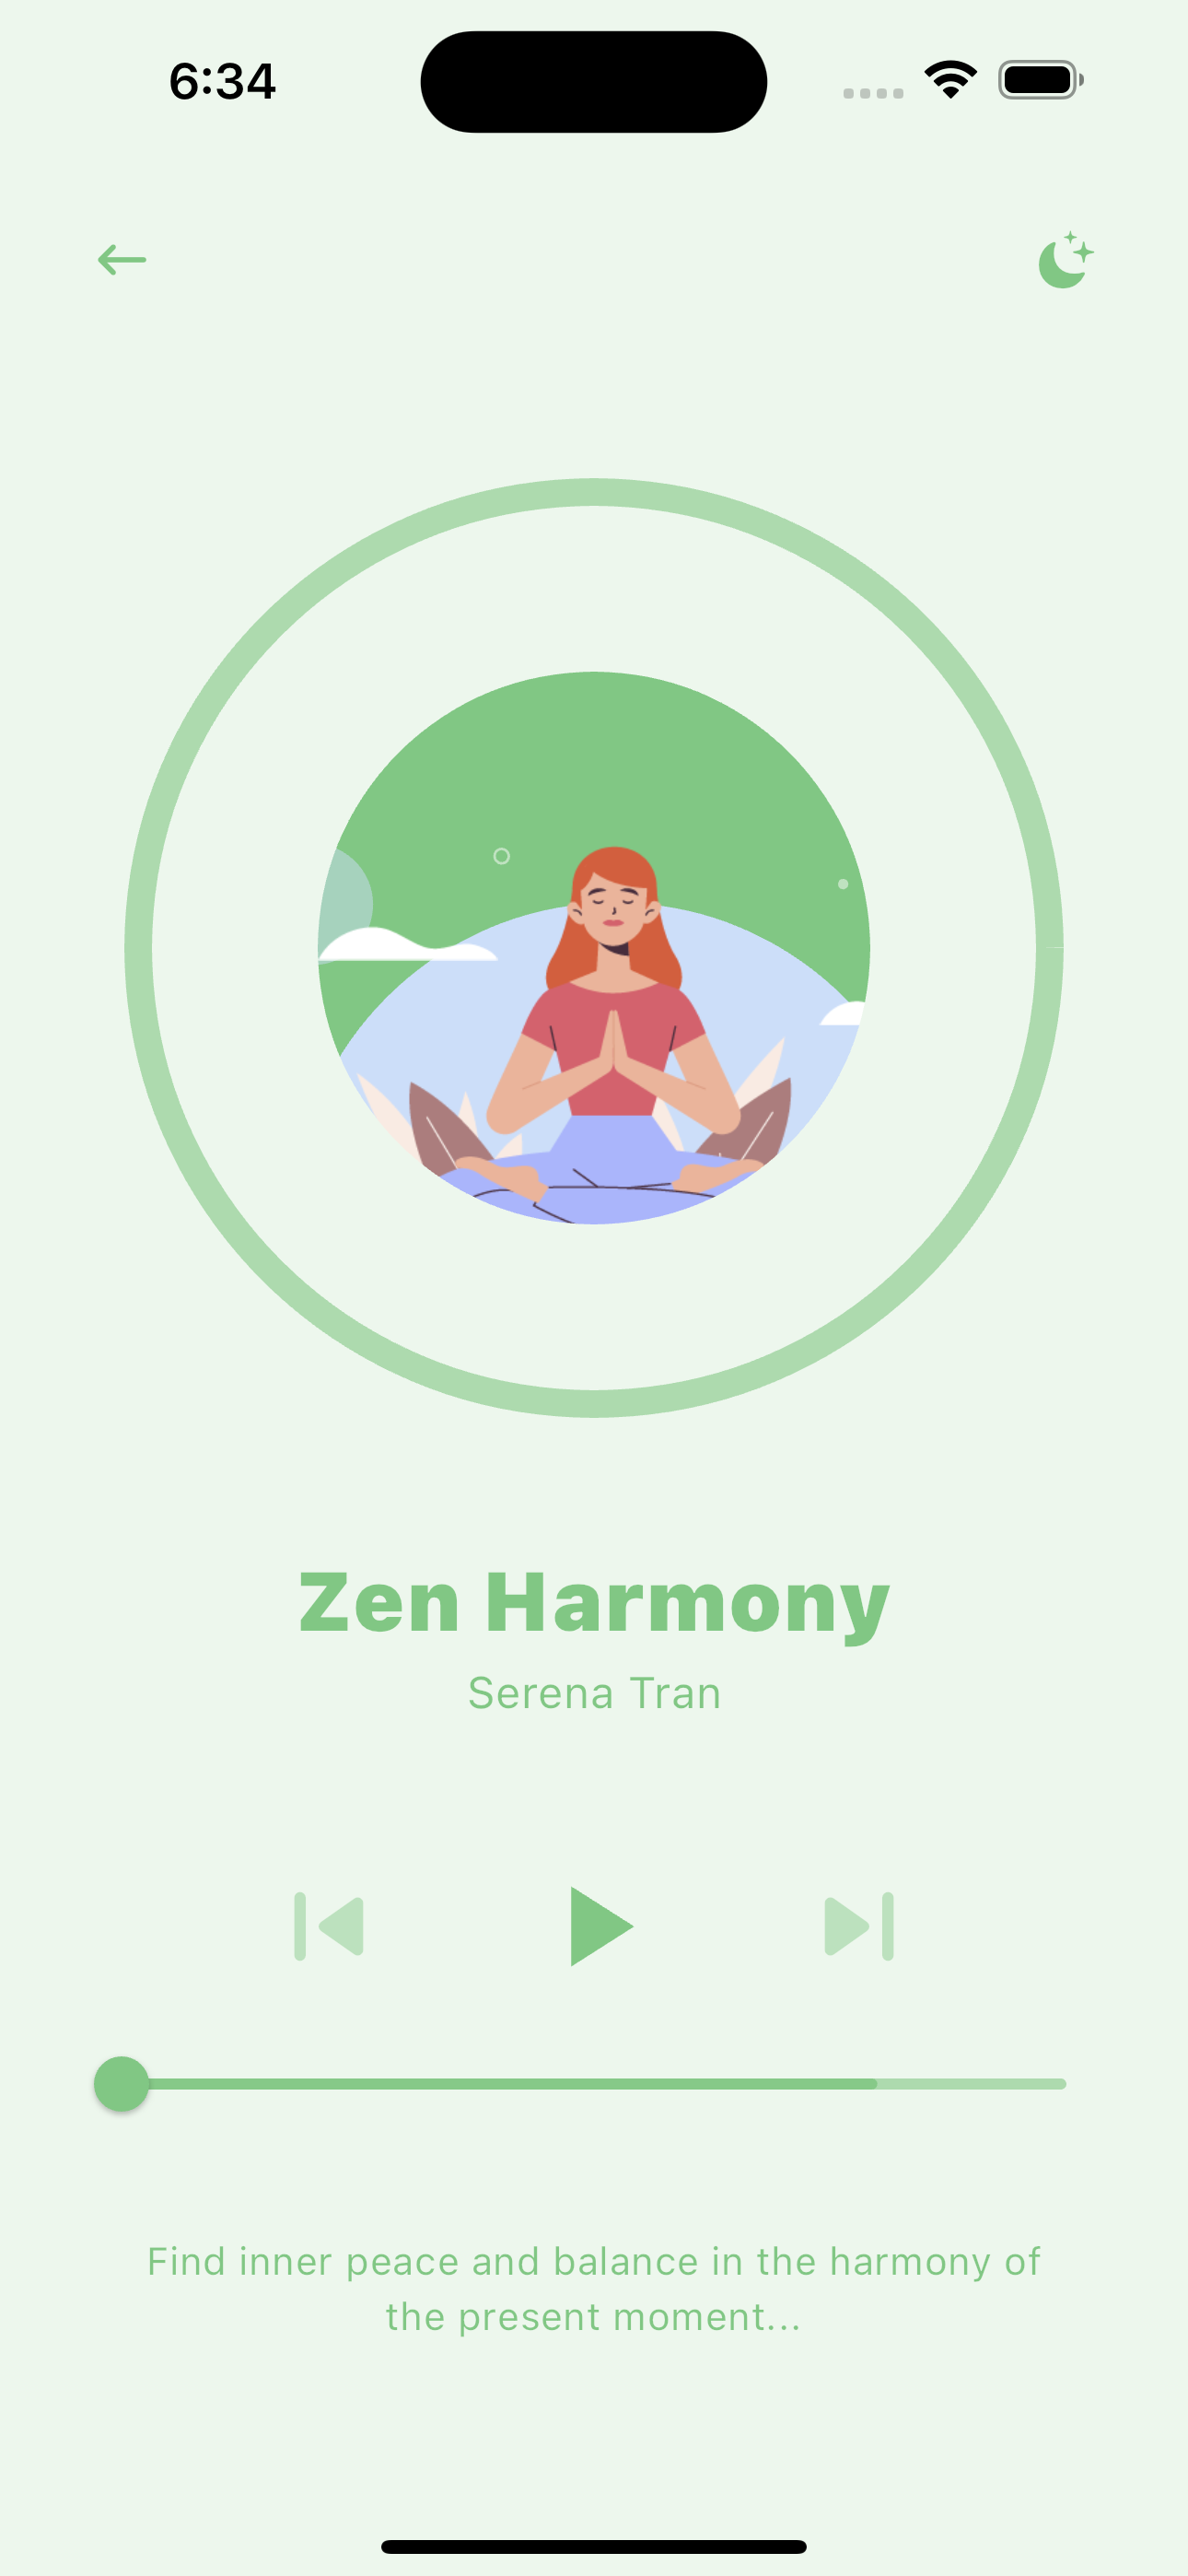 6:34
Zen Harmony
Serena Tran
Find inner peace and balance in the harmony of
the present moment...